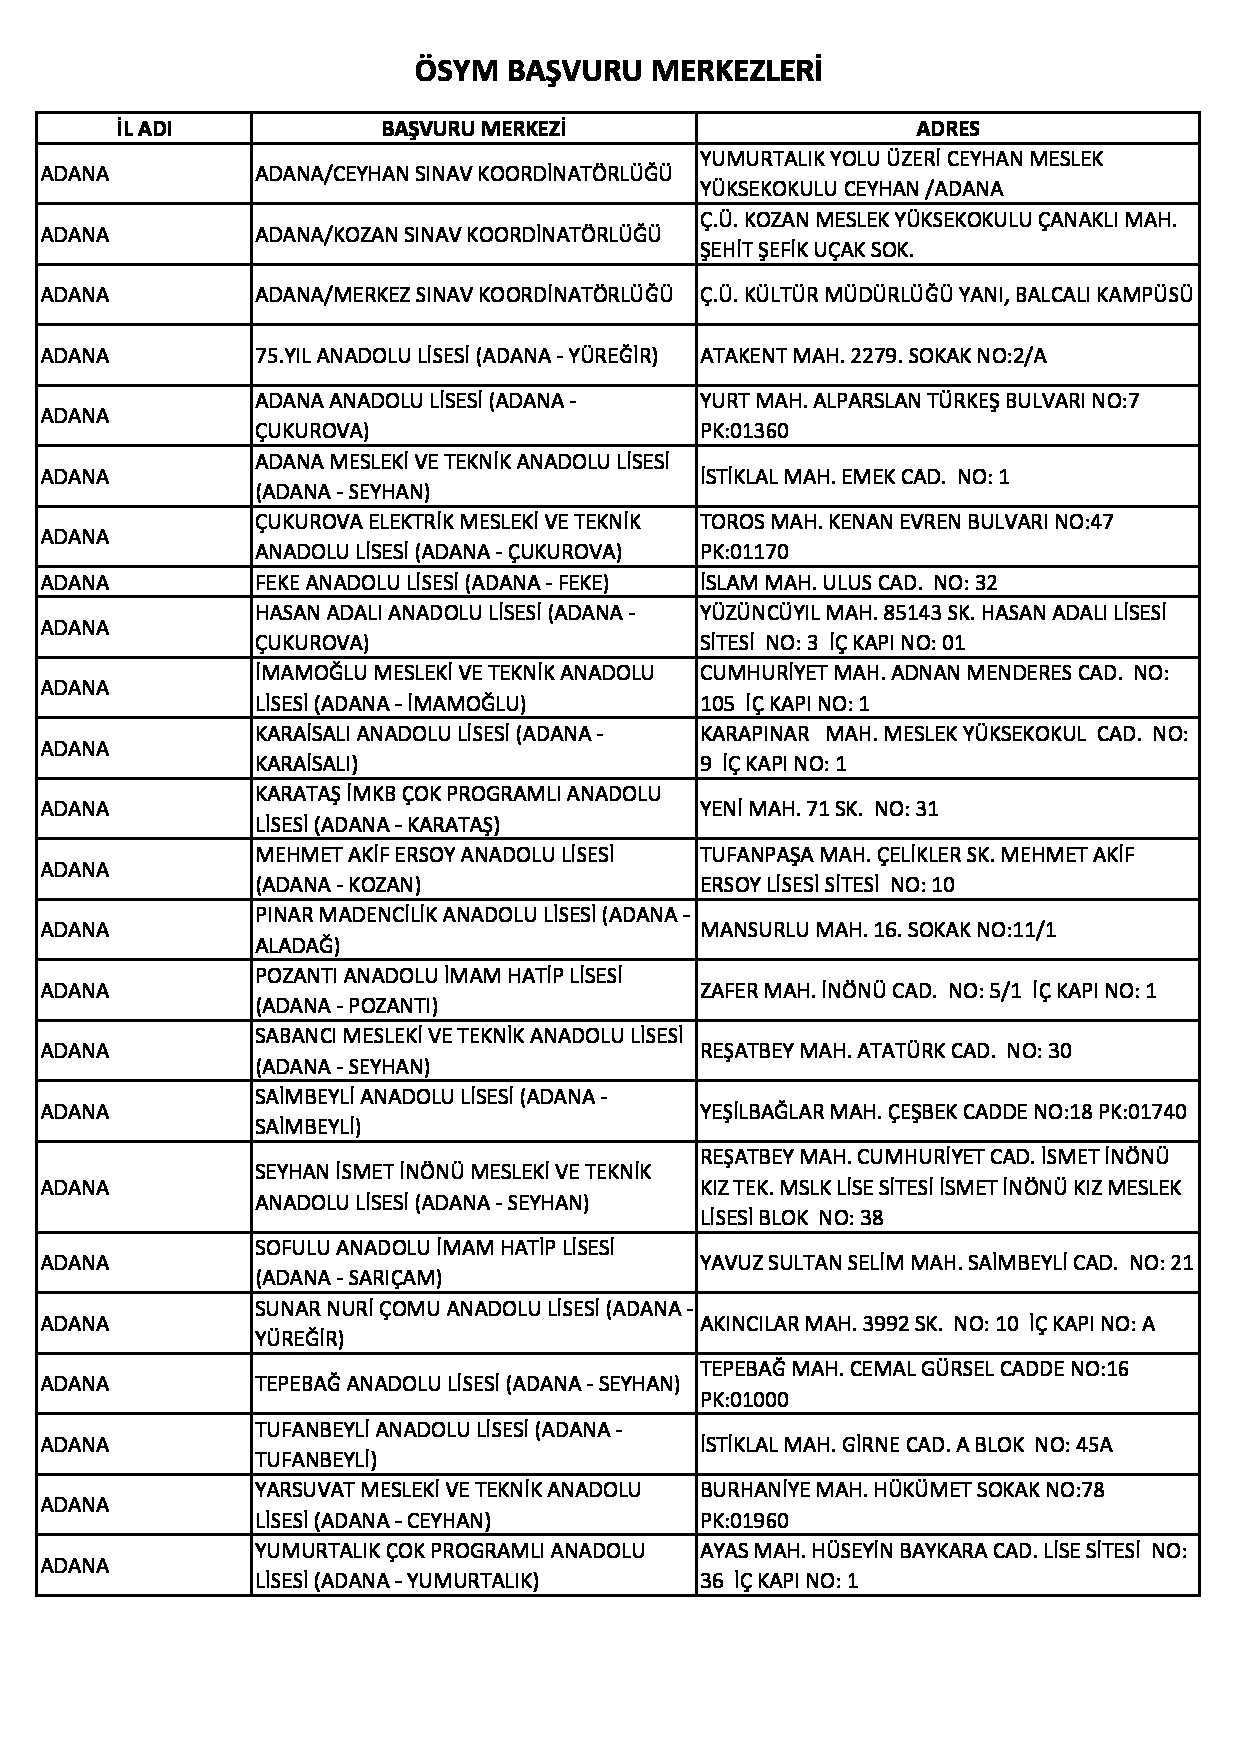 ÖSYM BAŞVURU MERKEZLERİ
İL ADI BAŞVURU MERKEZİ ADRES
ADANA ADANA/CEYHAN SINAV KOORDİNATÖRLÜĞÜ YUMURTALIK YOLU ÜZERİ CEYHAN MESLEK
YÜKSEKOKULU CEYHAN /ADANA
ADANA ADANA/KOZAN SINAV KOORDİNATÖRLÜĞÜ Ç.Ü. KOZAN MESLEK YÜKSEKOKULU ÇANAKLI MAH.
ŞEHİT ŞEFİK UÇAK SOK.
ADANA ADANA/MERKEZ SINAV KOORDİNATÖRLÜĞÜ Ç.Ü. KÜLTÜR MÜDÜRLÜĞÜ YANI, BALCALI KAMPÜSÜ
ADANA 75.YIL ANADOLU LİSESİ (ADANA - YÜREĞİR) ATAKENT MAH. 2279. SOKAK NO:2/A
ADANA ADANA ANADOLU LİSESİ (ADANA -
ÇUKUROVA)
YURT MAH. ALPARSLAN TÜRKEŞ BULVARI NO:7
PK:01360
ADANA ADANA MESLEKİ VE TEKNİK ANADOLU LİSESİ
(ADANA - SEYHAN)
İSTİKLAL MAH. EMEK CAD.  NO: 1
ADANA ÇUKUROVA ELEKTRİK MESLEKİ VE TEKNİK
ANADOLU LİSESİ (ADANA - ÇUKUROVA)
TOROS MAH. KENAN EVREN BULVARI NO:47
PK:01170
ADANA FEKE ANADOLU LİSESİ (ADANA - FEKE) İSLAM MAH. ULUS CAD.  NO: 32
ADANA HASAN ADALI ANADOLU LİSESİ (ADANA -
ÇUKUROVA)
YÜZÜNCÜYIL MAH. 85143 SK. HASAN ADALI LİSESİ
SİTESİ  NO: 3  İÇ KAPI NO: 01
ADANA İMAMOĞLU MESLEKİ VE TEKNİK ANADOLU
LİSESİ (ADANA - İMAMOĞLU)
CUMHURİYET MAH. ADNAN MENDERES CAD.  NO:
105  İÇ KAPI NO: 1
ADANA KARAİSALI ANADOLU LİSESİ (ADANA -
KARAİSALI)
KARAPINAR   MAH. MESLEK YÜKSEKOKUL  CAD.  NO:
9  İÇ KAPI NO: 1
ADANA KARATAŞ İMKB ÇOK PROGRAMLI ANADOLU
LİSESİ (ADANA - KARATAŞ)
YENİ MAH. 71 SK.  NO: 31
ADANA MEHMET AKİF ERSOY ANADOLU LİSESİ
(ADANA - KOZAN)
TUFANPAŞA MAH. ÇELİKLER SK. MEHMET AKİF
ERSOY LİSESİ SİTESİ  NO: 10
ADANA PINAR MADENCİLİK ANADOLU LİSESİ (ADANA -
ALADAĞ)
MANSURLU MAH. 16. SOKAK NO:11/1
ADANA POZANTI ANADOLU İMAM HATİP LİSESİ
(ADANA - POZANTI)
ZAFER MAH. İNÖNÜ CAD.  NO: 5/1  İÇ KAPI NO: 1
ADANA SABANCI MESLEKİ VE TEKNİK ANADOLU LİSESİ
(ADANA - SEYHAN)
REŞATBEY MAH. ATATÜRK CAD.  NO: 30
ADANA SAİMBEYLİ ANADOLU LİSESİ (ADANA -
SAİMBEYLİ)
YEŞİLBAĞLAR MAH. ÇEŞBEK CADDE NO:18 PK:01740
ADANA SEYHAN İSMET İNÖNÜ MESLEKİ VE TEKNİK
ANADOLU LİSESİ (ADANA - SEYHAN)
REŞATBEY MAH. CUMHURİYET CAD. İSMET İNÖNÜ
KIZ TEK. MSLK LİSE SİTESİ İSMET İNÖNÜ KIZ MESLEK
LİSESİ BLOK  NO: 38
ADANA SOFULU ANADOLU İMAM HATİP LİSESİ
(ADANA - SARIÇAM)
YAVUZ SULTAN SELİM MAH. SAİMBEYLİ CAD.  NO: 21
ADANA SUNAR NURİ ÇOMU ANADOLU LİSESİ (ADANA -
YÜREĞİR)
AKINCILAR MAH. 3992 SK.  NO: 10  İÇ KAPI NO: A
ADANA TEPEBAĞ ANADOLU LİSESİ (ADANA - SEYHAN) TEPEBAĞ MAH. CEMAL GÜRSEL CADDE NO:16
PK:01000
ADANA TUFANBEYLİ ANADOLU LİSESİ (ADANA -
TUFANBEYLİ)
İSTİKLAL MAH. GİRNE CAD. A BLOK  NO: 45A
ADANA YARSUVAT MESLEKİ VE TEKNİK ANADOLU
LİSESİ (ADANA - CEYHAN)
BURHANİYE MAH. HÜKÜMET SOKAK NO:78
PK:01960
ADANA YUMURTALIK ÇOK PROGRAMLI ANADOLU
LİSESİ (ADANA - YUMURTALIK)
AYAS MAH. HÜSEYİN BAYKARA CAD. LİSE SİTESİ  NO:
36  İÇ KAPI NO: 1